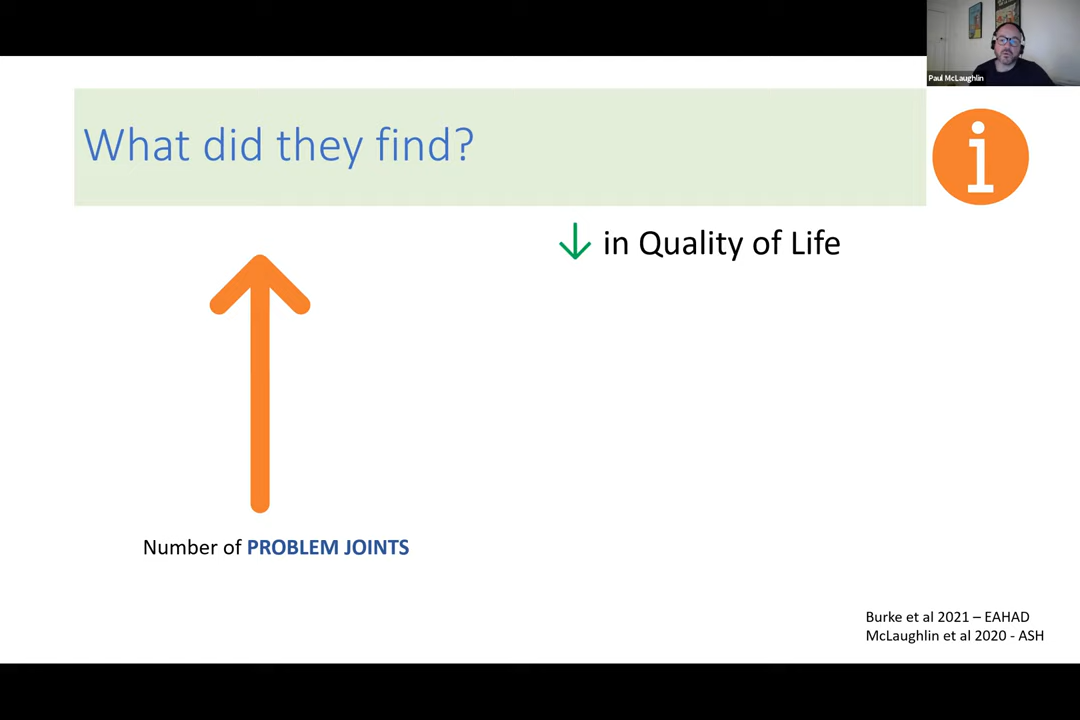 Paul McLaughlin
What did they find?
i
↓ in Quality of Life
Number of PROBLEM JOINTS
Burke et al 2021 – EAHAD
McLaughlin et al 2020 - ASH